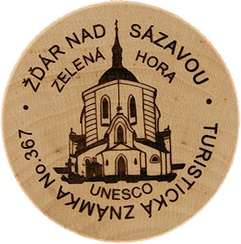 ŽĎÁR NAD SÁZAVOU
ZELENÁ HORA
UNESCO
TURISTICKÁ ZNÁMKA No.367